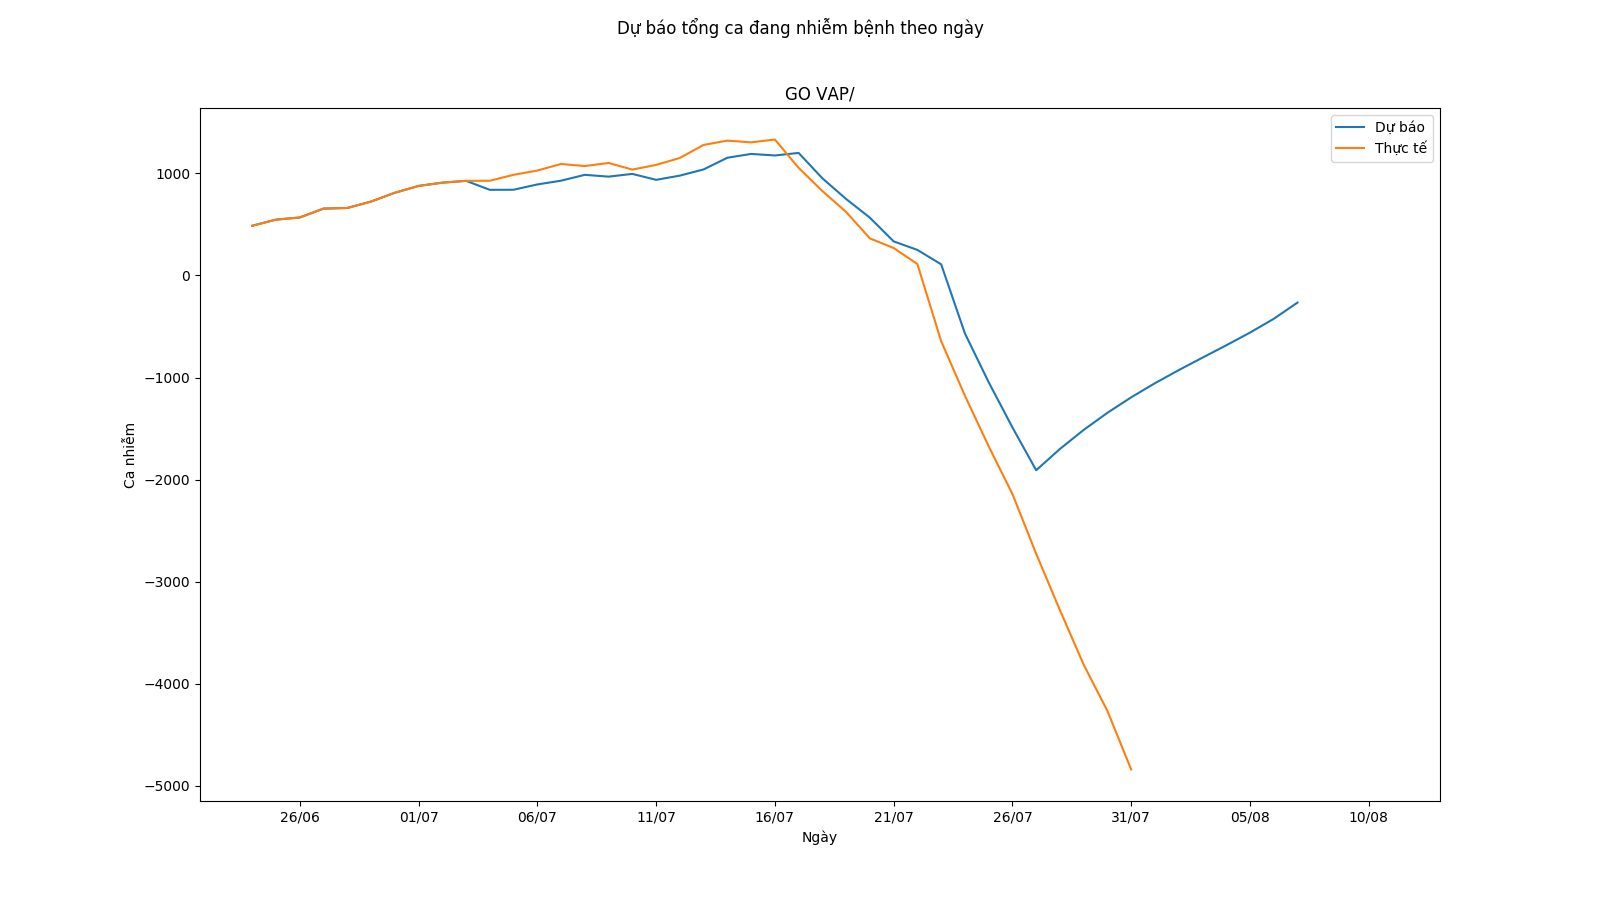 Dự báo tổng ca đang nhiễm bệnh theo ngày
GO VAP/
Dự báo
Thực tế
1000
0
−1000
−2000
−3000
−4000
−5000
Ca nhiễm
26/06
01/07
06/07
11/07
16/07
21/07
26/07
31/07
05/08
10/08
Ngày